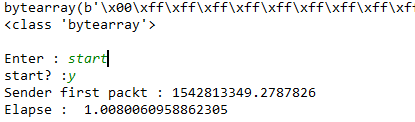 bytearray(b'\x00\xff\xff\xff\xff\xff\xff\xff\xff\xff
<class 'bytearray'>
Enter : start
start? :y
Sender first packt : 1542813349.2787826
Elapse :  1.0080060958862305